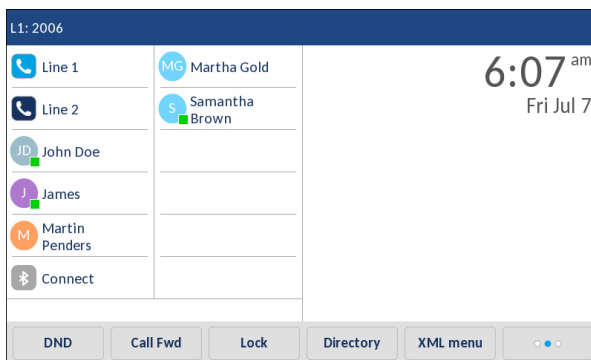 L1: 2006
Line 1
Line 2
JD John Doe
J James
M Martin
Penders
Connect
MG Martha Gold
S Samantha
Brown
6:07 am
Fri Jul 7
DND
Call Fwd
Lock
Directory
XML menu